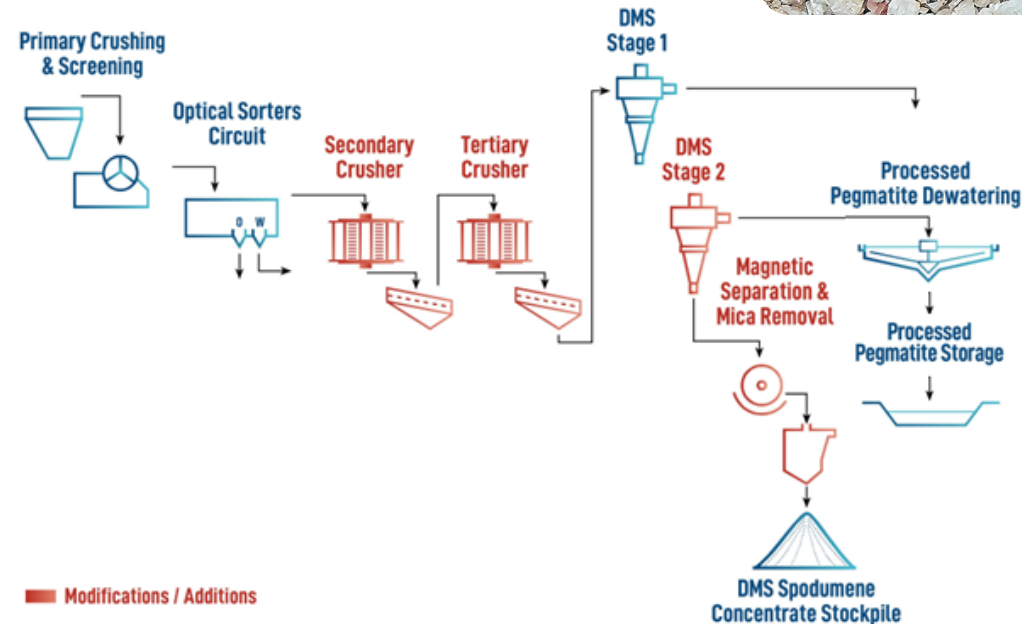 DMS
Stage 1
Primary Crushing
& Screening
Optical Sorters
Circuit
Secondary
Crusher
Tertiary
Crusher
DMS
Stage 2
Processed
Pegmatite Dewatering
O W
Magnetic
Separation &
Mica Removal
Processed
Pegmatite Storage
DMS Spodumene
Concentrate Stockpile
Modifications / Additions